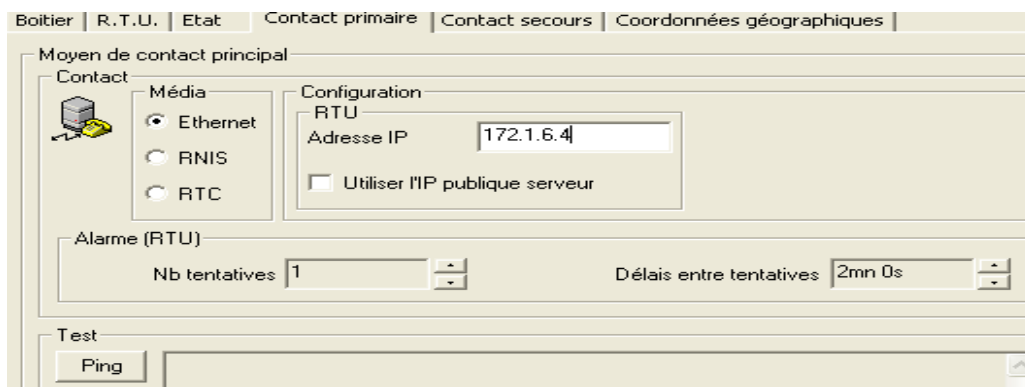 Boitier R.T.U. Etat Contact primaire Contact secours Coordonnées géographiques
Moyen de contact principal
Contact
Média
Ethernet
RNIS
RTC
Configuration
RTU
Adresse IP 172.1.6.4
Utiliser l'IP publique serveur
Alarme (RTU)
Nb tentatives 1 Délais entre tentatives 2mn 0s
Test
Ping